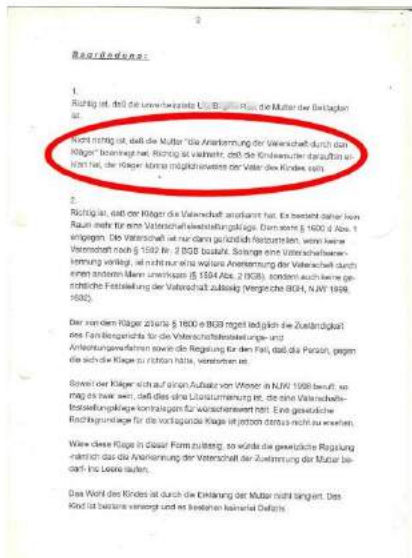 2
Begründung:
1.
Richtig ist, daß die unverheiratete die Mutter der Beklagten
ist.
Nicht richtig ist, daß die Mutter "die Anerkennung der Vaterschaft durch den
Kläger" beantragt hat. Richtig ist vielmehr, daß die Kindesmutter daraufhin er-
klärt hat, der Kläger könne möglicherweise der Vater des Kindes sein.
2.
Richtig ist, daß der Kläger die Vaterschaft anerkannt hat. Es besteht daher kein
Raum mehr für eine Vaterschaftsfeststellungsklage. Dem steht § 1600 d Abs. 1
entgegen. Die Vaterschaft ist nur dann gerichtlich festzustellen, wenn keine
Vaterschaft nach § 1592 Nr. 2 BGB besteht. Solange eine Vaterschaftsaner-
kennung vorliegt, ist nicht nur eine weitere Anerkennung der Vaterschaft durch
einen anderen Mann unwirksam (§ 1594 Abs. 2 BGB), sondern auch keine ge-
richtliche Feststellung der Vaterschaft zulässig (Vergleiche BGH, NJW 1999,
1632).
Der von dem Kläger zitierte § 1600 e BGB regelt lediglich die Zuständigkeit
des Familiengerichts für die Vaterschaftsfeststellungs- und
Anfechtungsverfahren sowie die Regelung für den Fall, daß die Person, gegen
die sich die Klage zu richten hätte, verstorben ist.
Soweit der Kläger sich auf einen Aufsatz von Wieser in NJW 1998 beruft, so
mag es zwar sein, daß dies eine Literaturmeinung ist, die eine Vaterschafts-
feststellungsklage kontralegem für wünschenswert hält. Eine gesetzliche
Rechtsgrundlage für die vorliegende Klage ist jedoch daraus nicht zu ersehen.
Wäre diese Klage in dieser Form zulässig, so würde die gesetzliche Regelung
-nämlich das die Anerkennung der Vaterschaft der Zustimmung der Mutter be-
darf- ins Leere laufen.
Das Wohl des Kindes ist durch die Erklärung der Mutter nicht tangiert. Das
Kind ist bestens versorgt und es bestehen keinerlei Defizite.